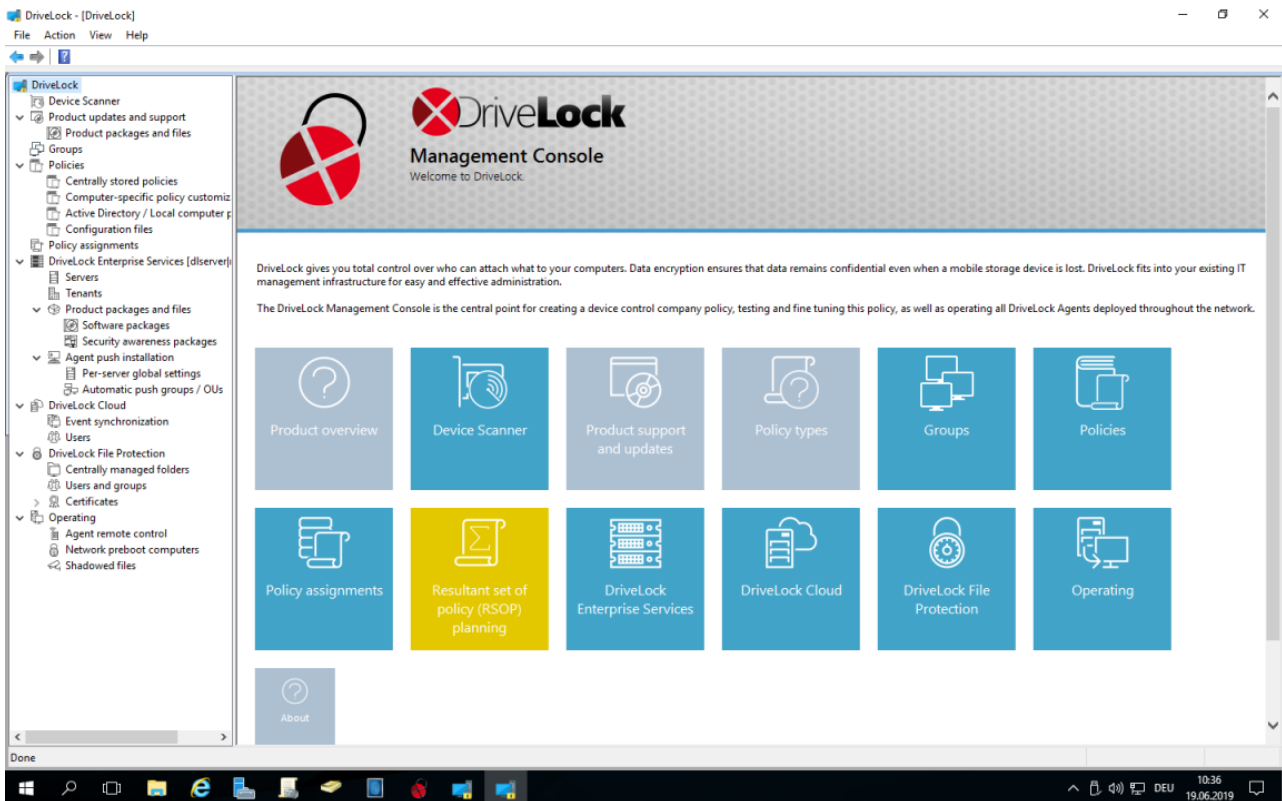 DriveLock - [DriveLock]
File Action View Help
DriveLock
Device Scanner
Product updates and support
Product packages and files
Groups
Policies
Centrally stored policies
Computer-specific policy customiz
Active Directory / Local computer p
Configuration files
Policy assignments
DriveLock Enterprise Services [dlserver|
Servers
Tenants
Product packages and files
Software packages
Security awareness packages
Agent push installation
Per-server global settings
Automatic push groups / OUs
DriveLock Cloud
Event synchronization
Users
DriveLock File Protection
Centrally managed folders
Users and groups
Certificates
Operating
Agent remote control
Network preboot computers
Shadowed files
DriveLock
Management Console
Welcome to DriveLock.
DriveLock gives you total control over who can attach what to your computers. Data encryption ensures that data remains confidential even when a mobile storage device is lost. DriveLock fits into your existing IT
management infrastructure for easy and effective administration.
The DriveLock Management Console is the central point for creating a device control company policy, testing and fine tuning this policy, as well as operating all DriveLock Agents deployed throughout the network.
Product overview
Device Scanner
Product support
and updates
Policy types
Groups
Policies
Policy assignments
Resultant set of
policy (RSOP)
planning
DriveLock
Enterprise Services
DriveLock Cloud
DriveLock File
Protection
Operating
About
Done
DEU
10:36
19.06.2019